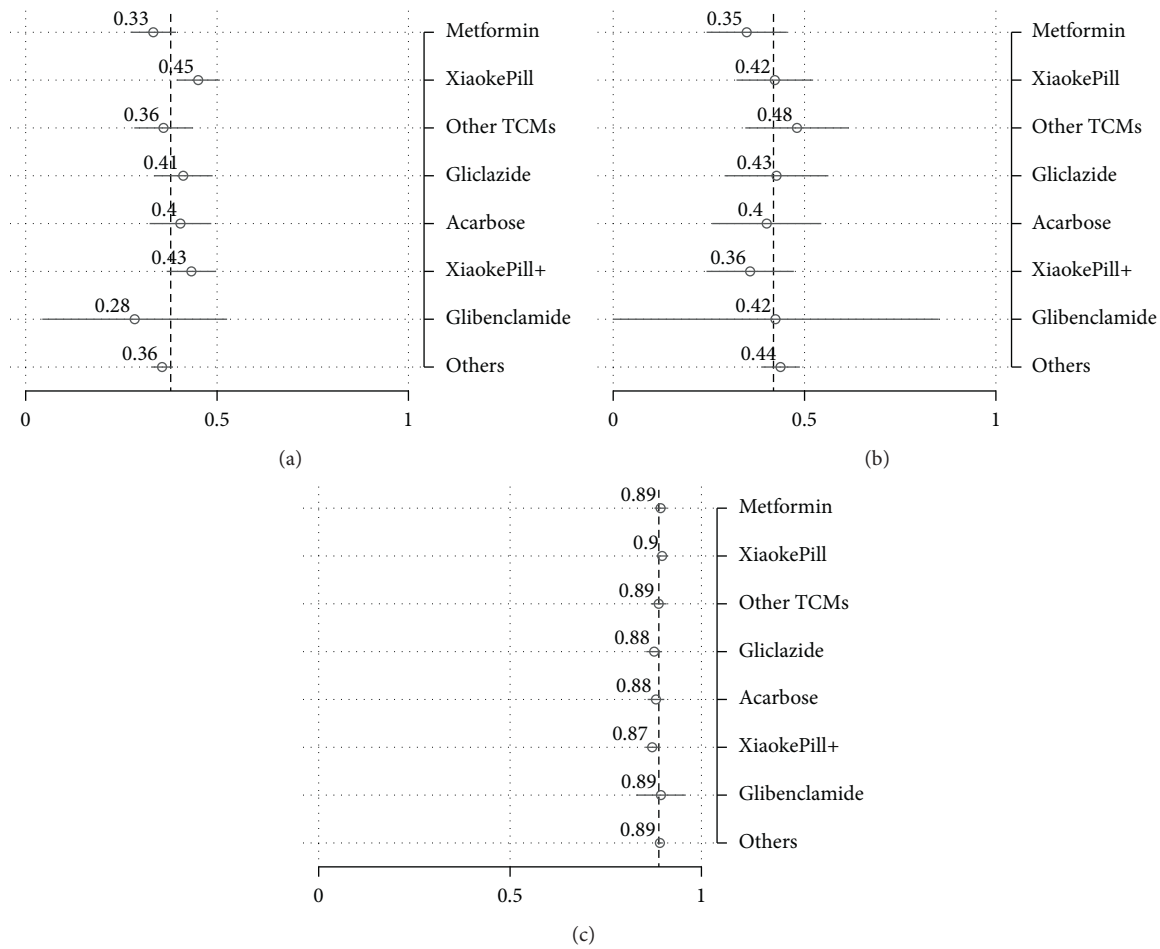 0.33 Metformin
0.45 XiaokePill
0.36 Other TCMs
0.41 Gliclazide
0.4 Acarbose
0.43 XiaokePill+
0.28 Glibenclamide
0.36 Others
0 0.5 1
(a)
0.35 Metformin
0.42 XiaokePill
0.48 Other TCMs
0.43 Gliclazide
0.4 Acarbose
0.36 XiaokePill+
0.42 Glibenclamide
0.44 Others
0 0.5 1
(b)
0.89 Metformin
0.9 XiaokePill
0.89 Other TCMs
0.88 Gliclazide
0.88 Acarbose
0.87 XiaokePill+
0.89 Glibenclamide
0.89 Others
0 0.5 1
(c)